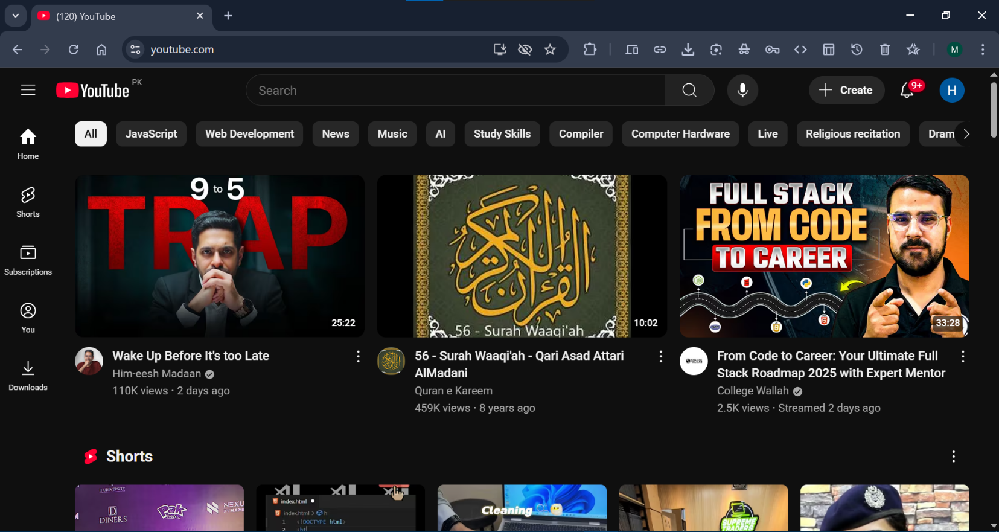 (120) YouTube
youtube.com
M
YouTube PK
Search
Create
9+
H
Home
Shorts
Subscriptions
You
Downloads
All
JavaScript
Web Development
News
Music
AI
Study Skills
Compiler
Computer Hardware
Live
Religious recitation
Dram
9 to 5
TRAP
25:22
Wake Up Before It's too Late
Him-eesh Madaan
110K views • 2 days ago
56 - Surah Waaqi'ah
10:02
56 - Surah Waaqi'ah - Qari Asad Attari
AlMadani
Quran e Kareem
459K views • 8 years ago
FULL STACK
FROM CODE
TO CAREER
33:28
From Code to Career: Your Ultimate Full
Stack Roadmap 2025 with Expert Mentor
College Wallah
2.5K views • Streamed 2 days ago
Shorts
H UNIVERSITY
DINERS
Pak
index.html
index.html > h
1 <!DOCTYPE html>
2 <ht
Cleaning
SUPREME
TRADERS